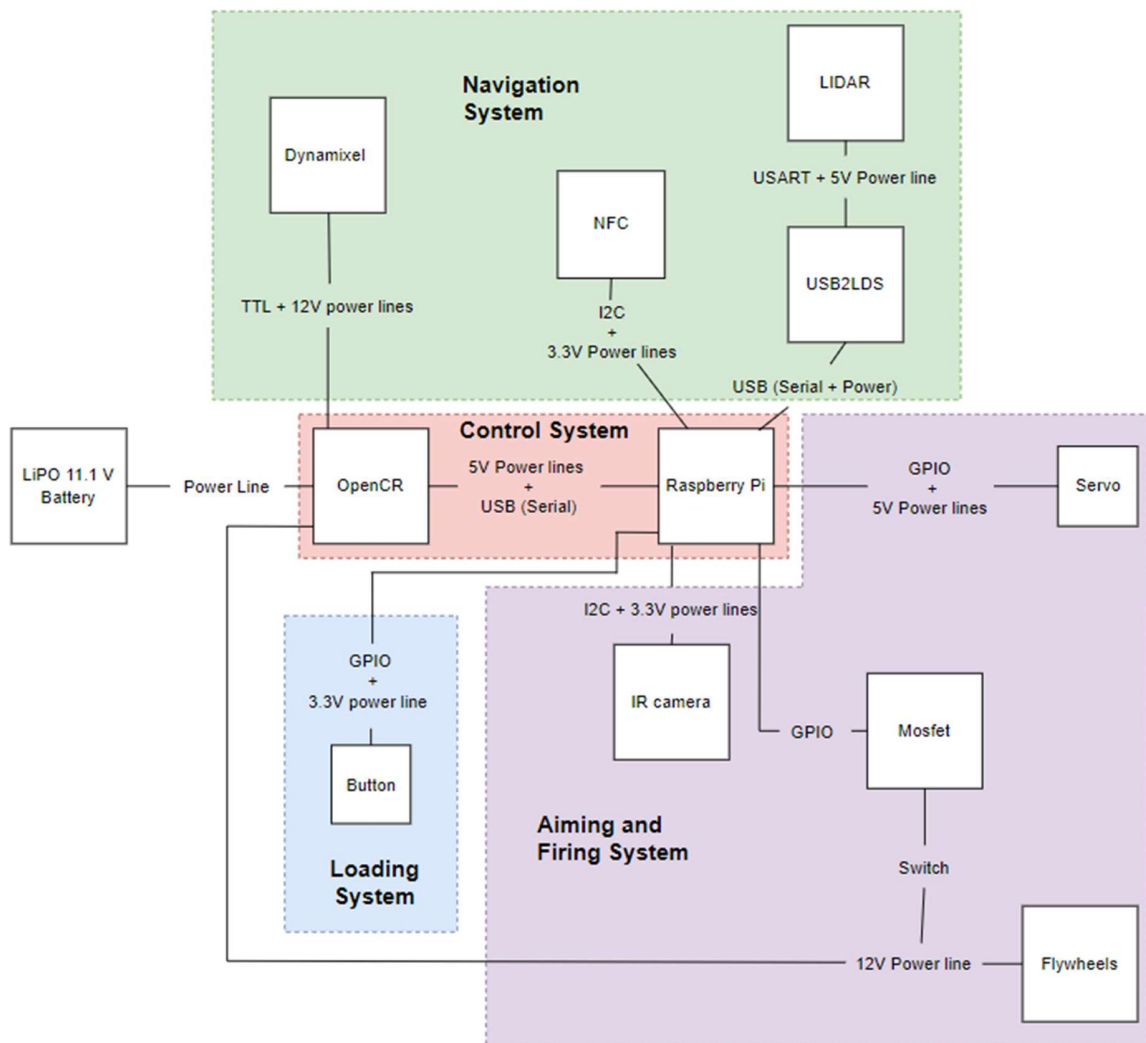 Navigation
System
LIDAR
Dynamixel
USART + 5V Power line
NFC
USB2LDS
TTL + 12V power lines
I2C
+
3.3V Power lines
USB (Serial + Power)
Control System
LiPO 11.1 V
Battery
Power Line
OpenCR
5V Power lines
+
USB (Serial)
Raspberry Pi
GPIO
+
5V Power lines
Servo
I2C + 3.3V power lines
GPIO
+
3.3V power line
IR camera
GPIO
Mosfet
Button
Aiming and
Firing System
Loading
System
Switch
12V Power line
Flywheels